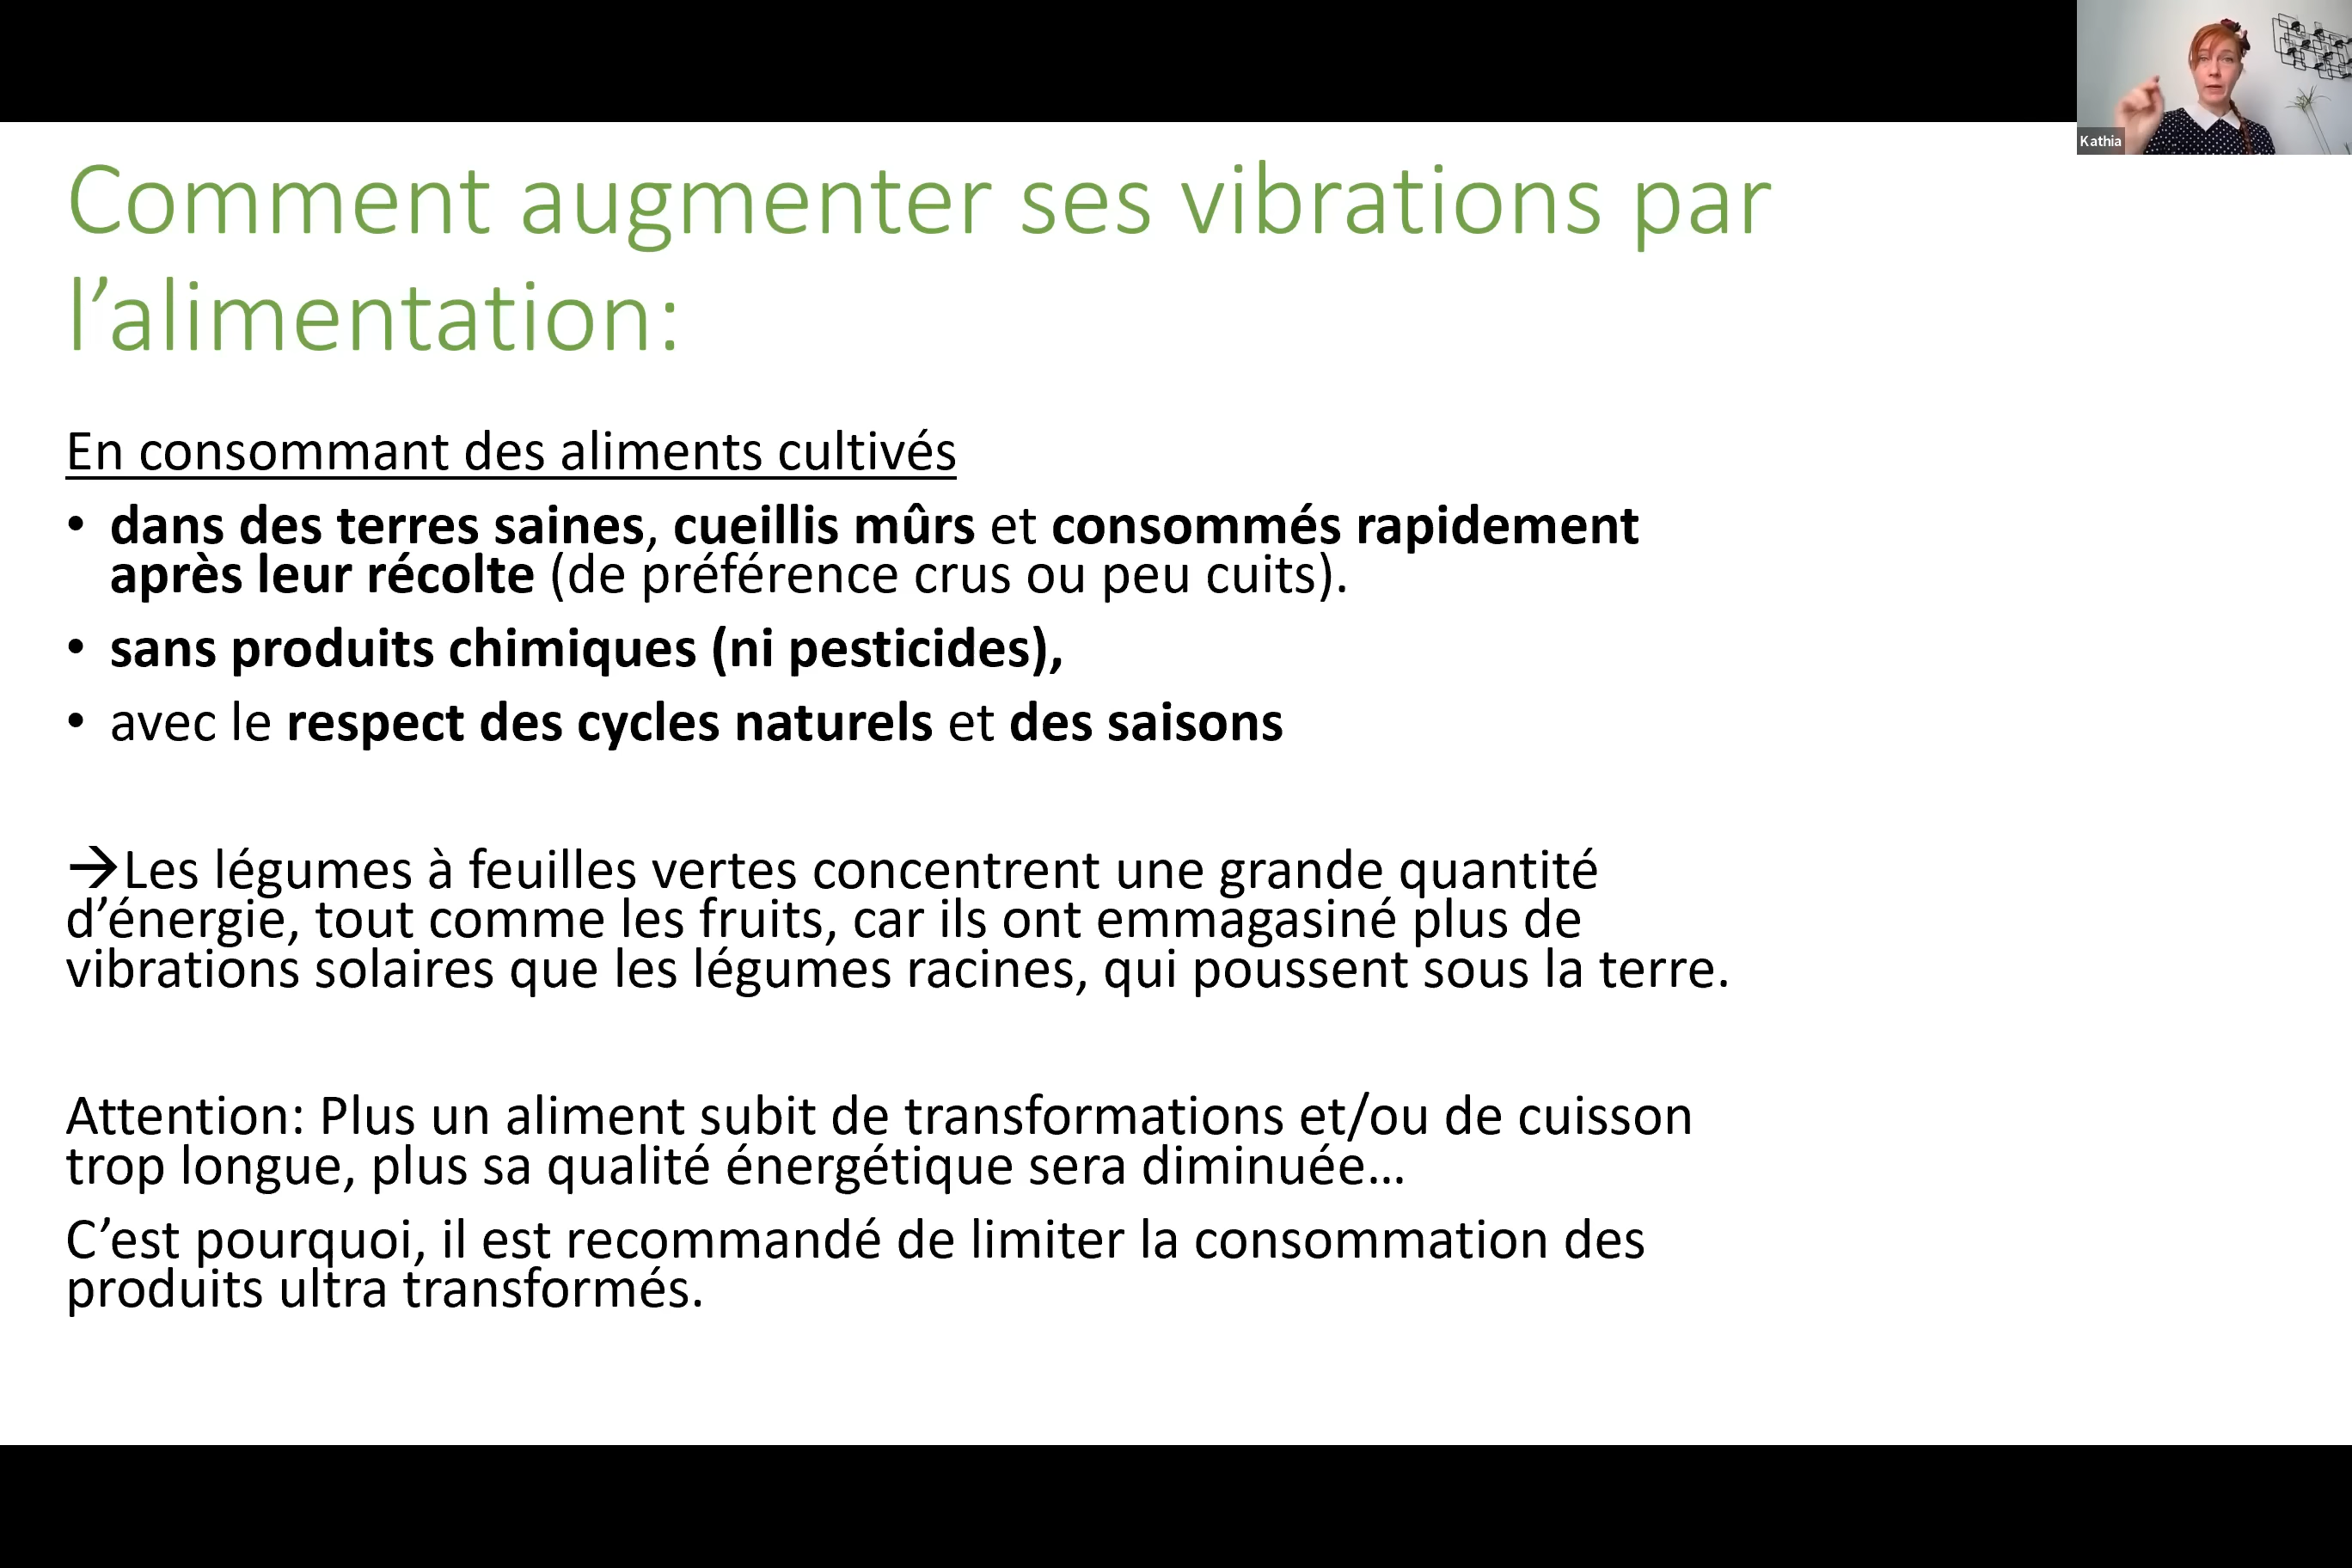 Kathia
Comment augmenter ses vibrations par
l’alimentation:
En consommant des aliments cultivés
• dans des terres saines, cueillis mûrs et consommés rapidement
après leur récolte (de préférence crus ou peu cuits).
• sans produits chimiques (ni pesticides),
• avec le respect des cycles naturels et des saisons
→Les légumes à feuilles vertes concentrent une grande quantité
d’énergie, tout comme les fruits, car ils ont emmagasiné plus de
vibrations solaires que les légumes racines, qui poussent sous la terre.
Attention: Plus un aliment subit de transformations et/ou de cuisson
trop longue, plus sa qualité énergétique sera diminuée…
C’est pourquoi, il est recommandé de limiter la consommation des
produits ultra transformés.